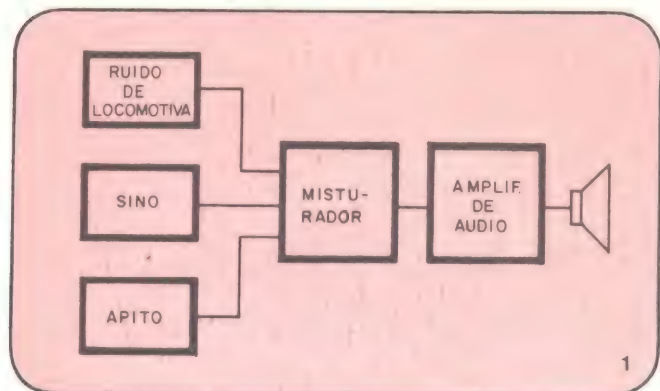 RUIDO
DE
LOCOMOTIVA
SINO
APITO
MISTU-
RADOR
AMPLIF.
DE
AUDIO
1